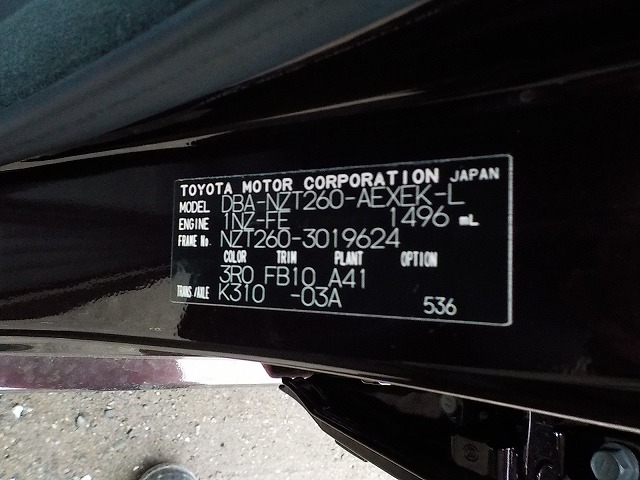 TOYOTA MOTOR CORPORATION JAPAN
MODEL DBA-NZT260-AEXEK-L
ENGINE 1NZ-FE 1496 mL
FRAME No. NZT260-3019624
COLOR TRIM PLANT OPTION
3R0 FB10 A41
TRANS/AXLE K310 -03A
536